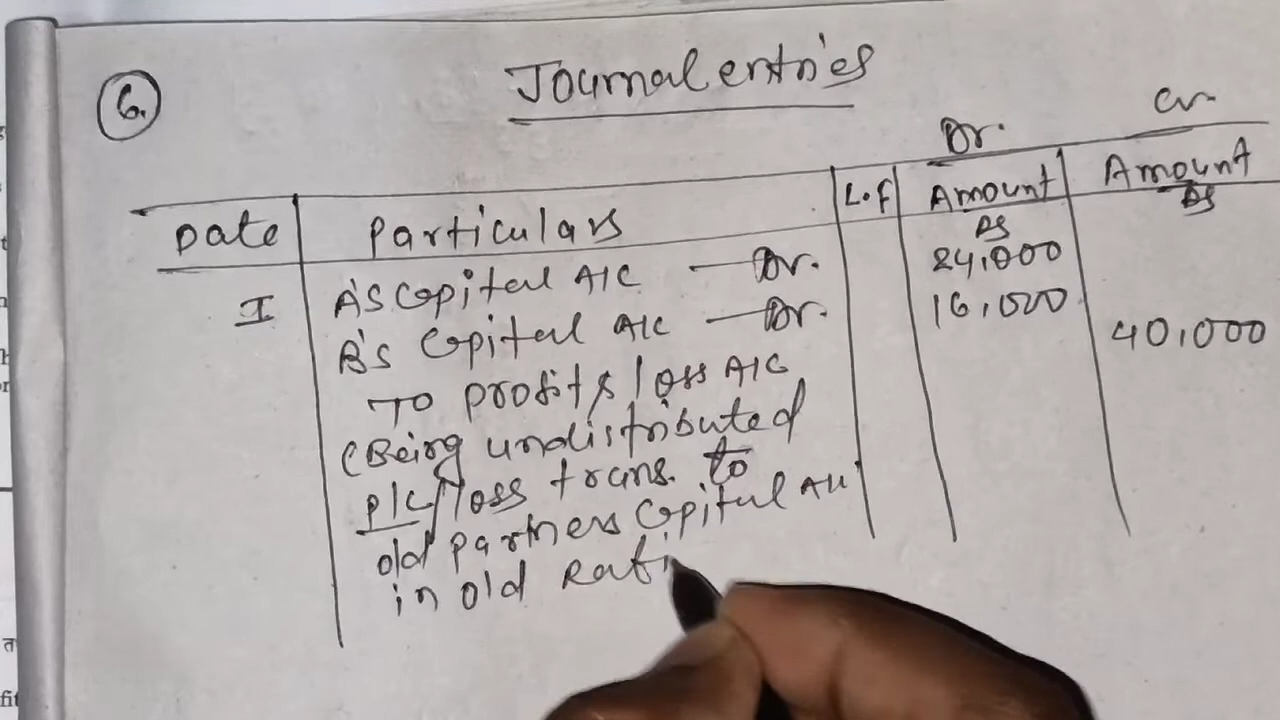 6.
Journal entries
Dr. Cr.
Date Particulars L.f Amount Amount
Rs Rs
I A's Capital A/C — Dr. 24,000
B's Capital A/C — Dr. 16,000
To profit & loss A/C 40,000
(Being undistributed
P/L loss trans. to
old partners Capital A/c
in old Rati